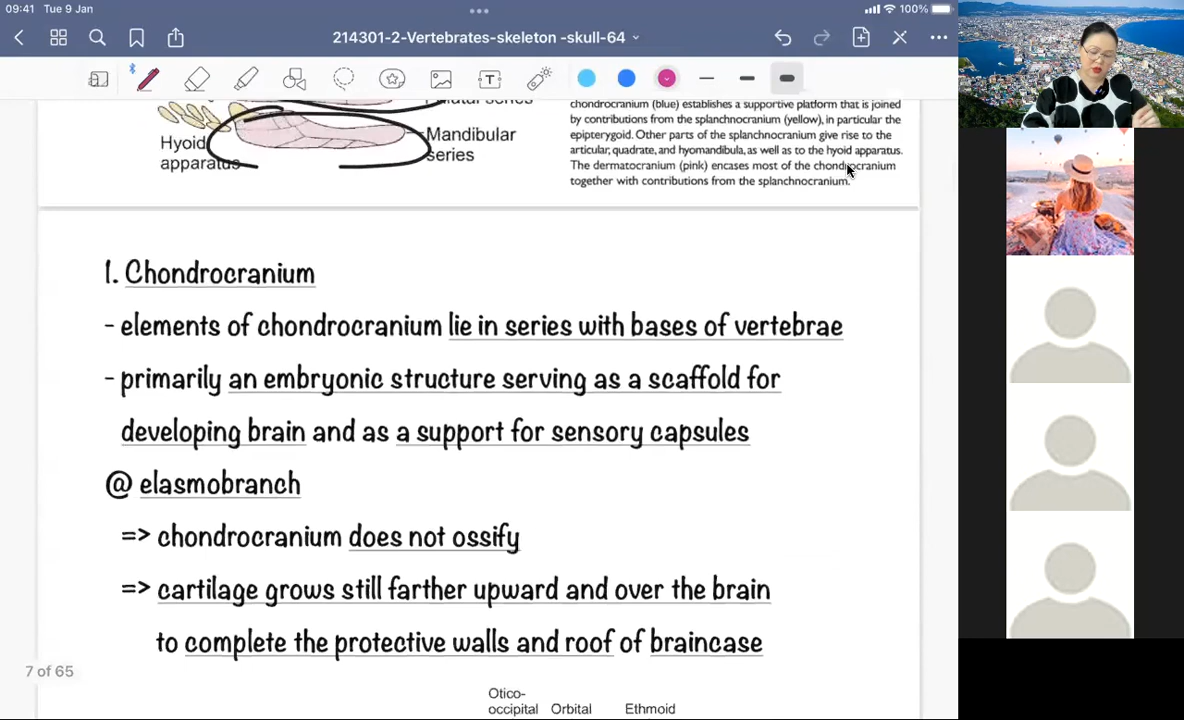 09:41 Tue 9 Jan
100%
214301-2-Vertebrates-skeleton -skull-64
Hyoid
apparatus
Mandibular
series
chondrocranium (blue) establishes a supportive platform that is joined
by contributions from the splanchnocranium (yellow), in particular the
epipterygoid. Other parts of the splanchnocranium give rise to the
articular, quadrate, and hyomandibula, as well as to the hyoid apparatus.
The dermatocranium (pink) encases most of the chondrocranium
together with contributions from the splanchnocranium.
1. Chondrocranium
- elements of chondrocranium lie in series with bases of vertebrae
- primarily an embryonic structure serving as a scaffold for
developing brain and as a support for sensory capsules
@ elasmobranch
=> chondrocranium does not ossify
=> cartilage grows still farther upward and over the brain
to complete the protective walls and roof of braincase
7 of 65
Otico-
occipital Orbital Ethmoid